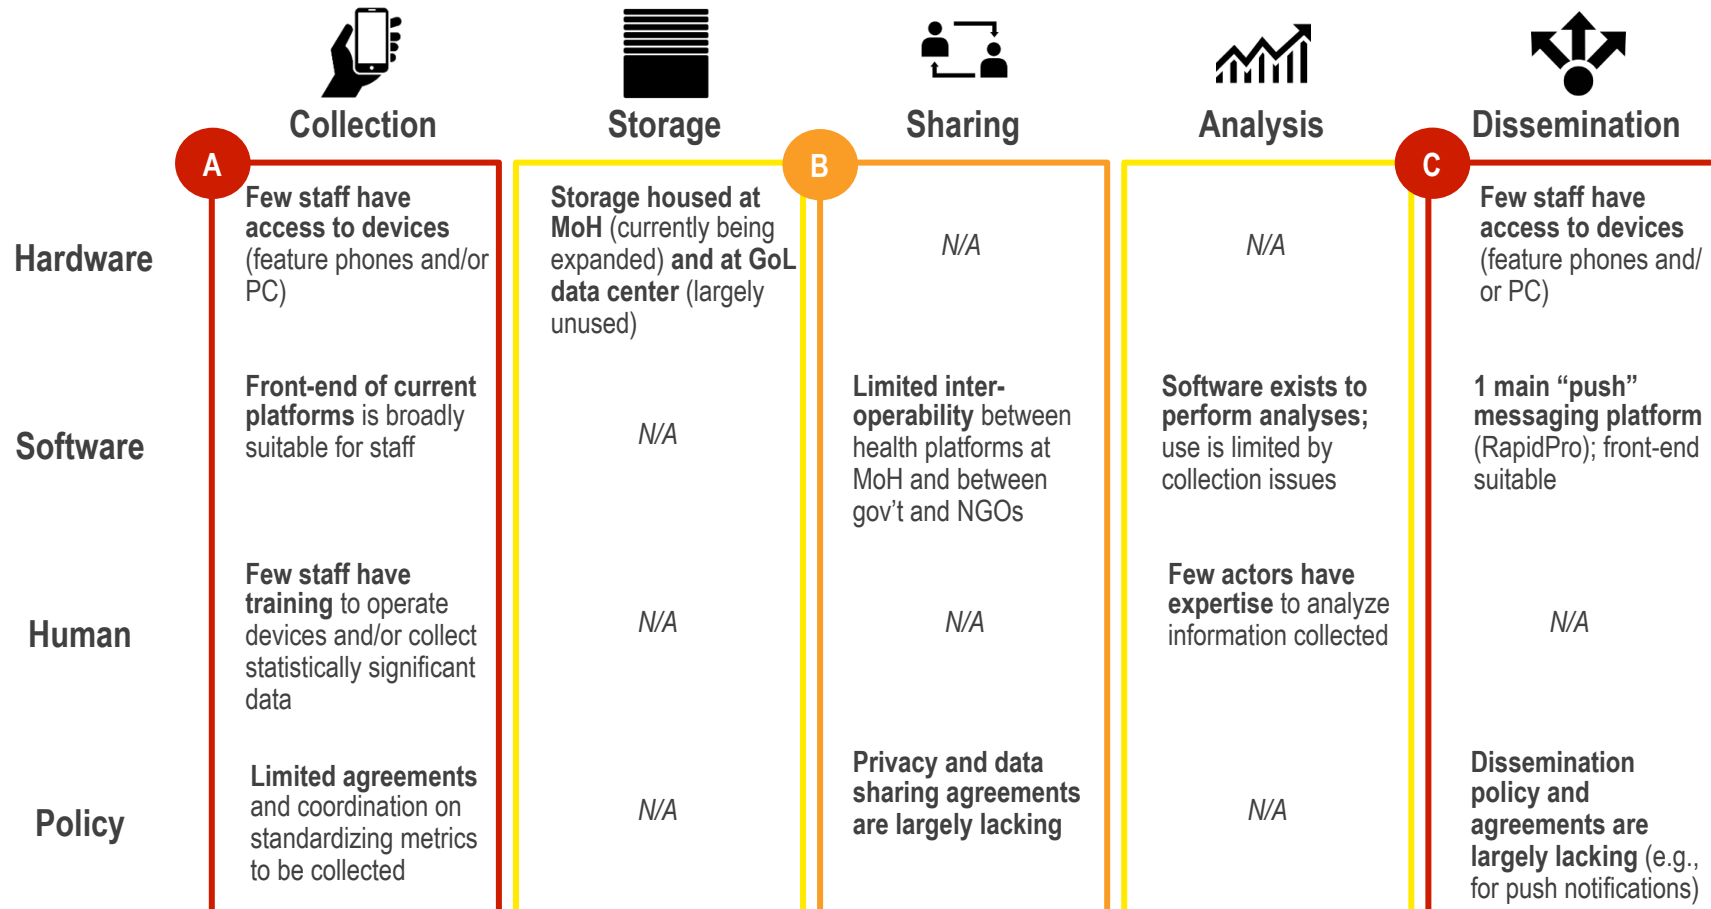 Collection
Storage
Sharing
Analysis
Dissemination
A
B
C
Hardware
Few staff have
access to devices
(feature phones and/or
PC)
Storage housed at
MoH (currently being
expanded) and at GoL
data center (largely
unused)
N/A
N/A
Few staff have
access to devices
(feature phones and/
or PC)
Software
Front-end of current
platforms is broadly
suitable for staff
N/A
Limited inter-
operability between
health platforms at
MoH and between
gov’t and NGOs
Software exists to
perform analyses;
use is limited by
collection issues
1 main “push”
messaging platform
(RapidPro); front-end
suitable
Human
Few staff have
training to operate
devices and/or collect
statistically significant
data
N/A
N/A
Few actors have
expertise to analyze
information collected
N/A
Policy
Limited agreements
and coordination on
standardizing metrics
to be collected
N/A
Privacy and data
sharing agreements
are largely lacking
N/A
Dissemination
policy and
agreements are
largely lacking (e.g.,
for push notifications)